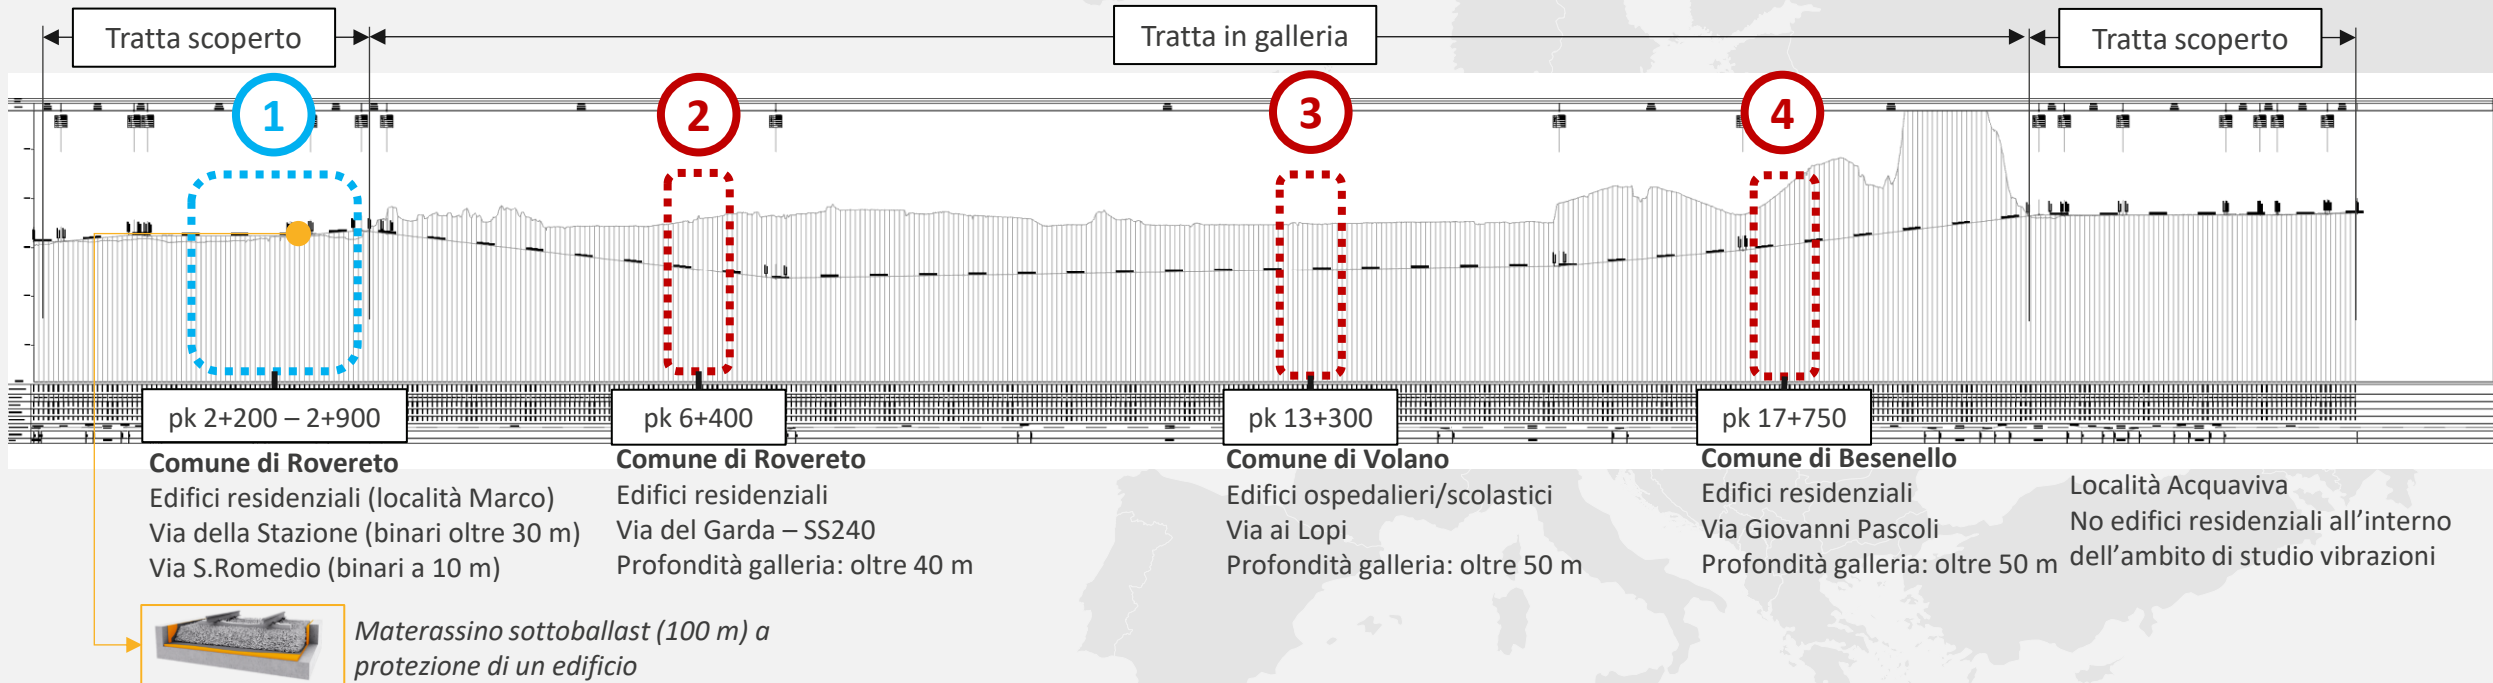 Tratta scoperto
Tratta in galleria
Tratta scoperto
1
2
3
4
pk 2+200 – 2+900
Comune di Rovereto
Edifici residenziali (località Marco)
Via della Stazione (binari oltre 30 m)
Via S.Romedio (binari a 10 m)
pk 6+400
Comune di Rovereto
Edifici residenziali
Via del Garda – SS240
Profondità galleria: oltre 40 m
pk 13+300
Comune di Volano
Edifici ospedalieri/scolastici
Via ai Lopi
Profondità galleria: oltre 50 m
pk 17+750
Comune di Besenello
Edifici residenziali
Via Giovanni Pascoli
Profondità galleria: oltre 50 m
Località Acquaviva
No edifici residenziali all’interno
dell’ambito di studio vibrazioni
Materassino sottoballast (100 m) a
protezione di un edificio